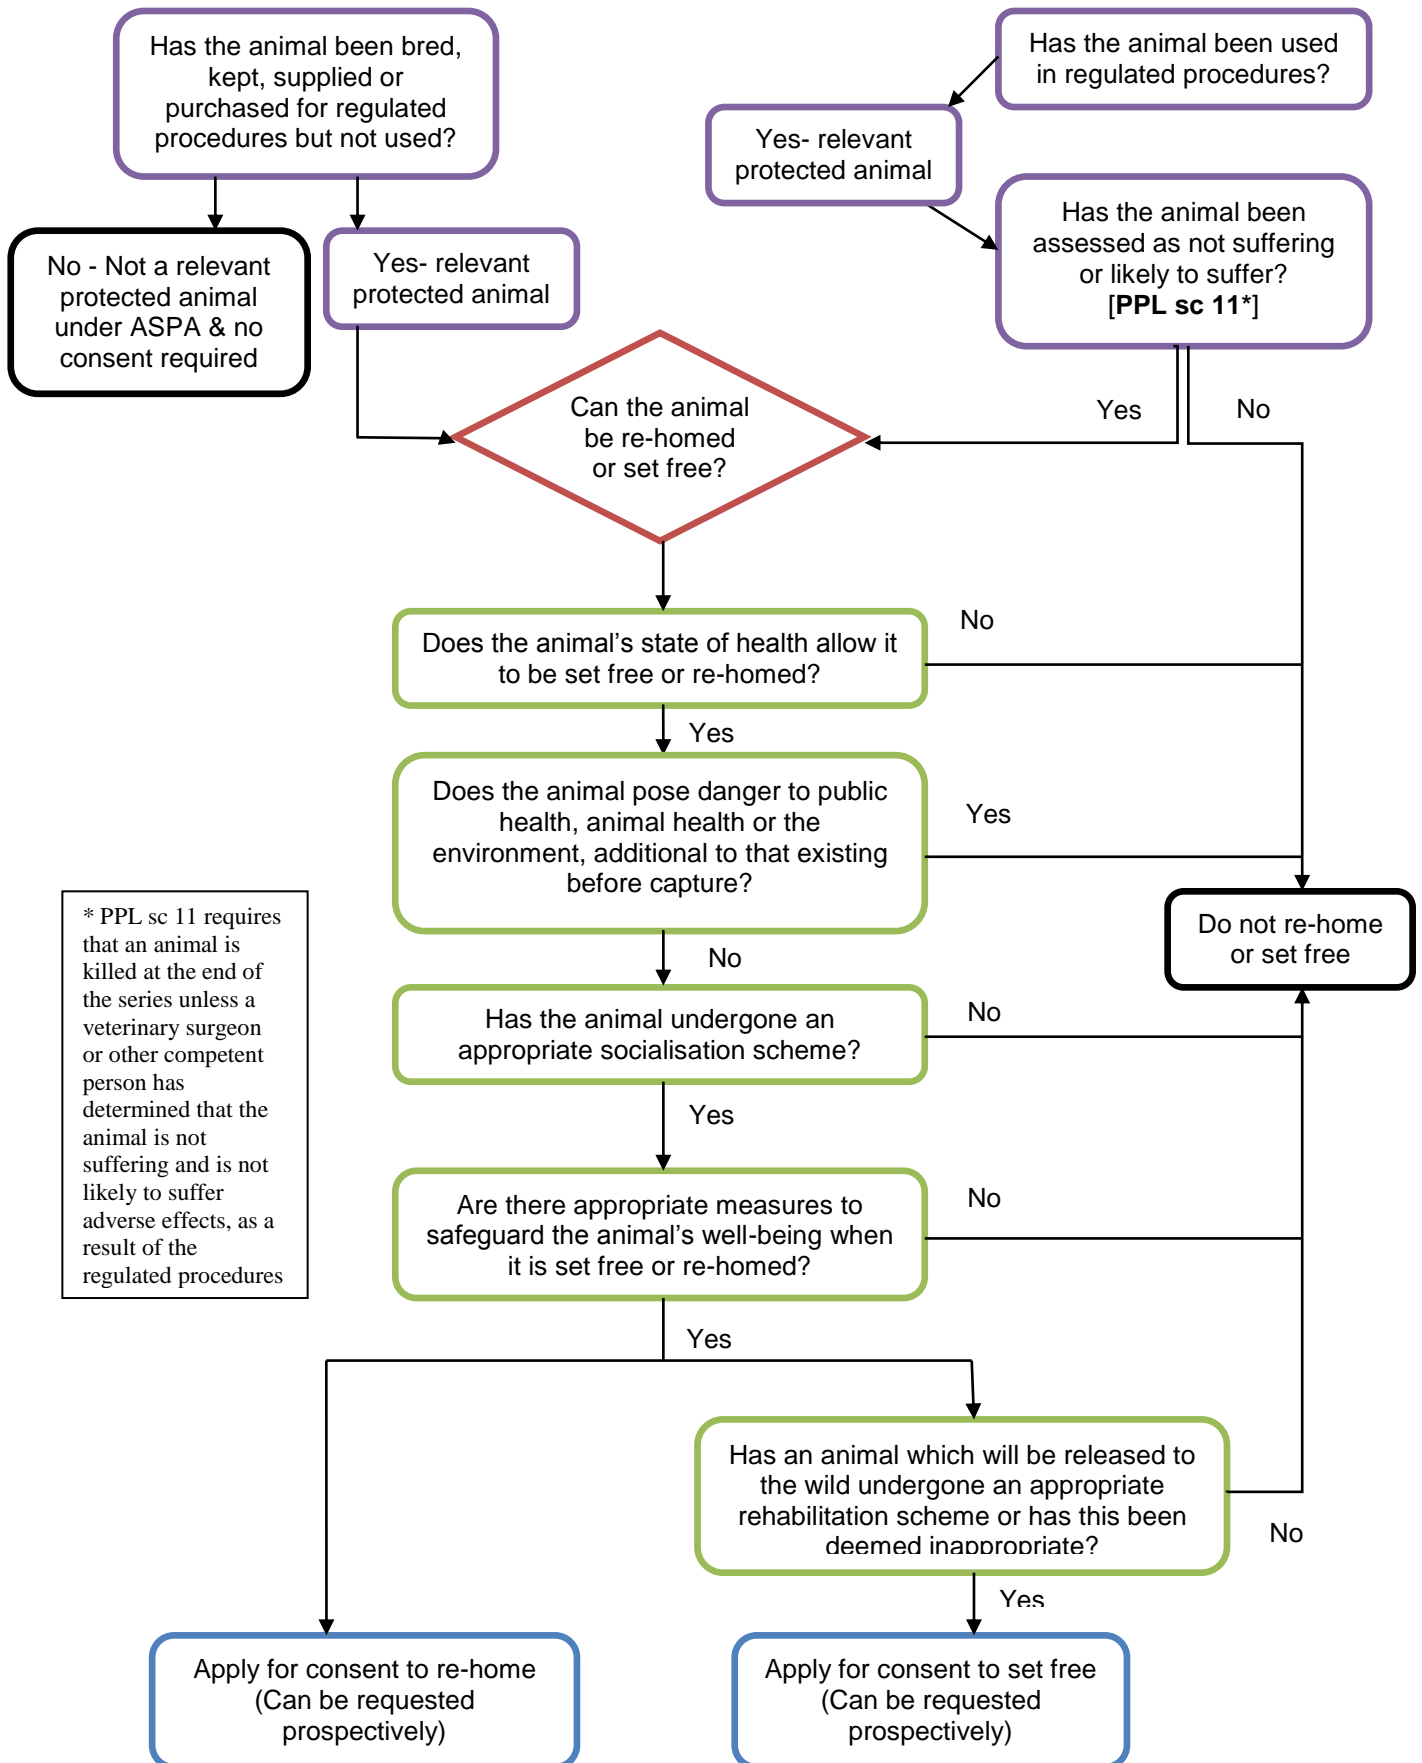 Has the animal been bred,
kept, supplied or
purchased for regulated
procedures but not used?
Has the animal been used
in regulated procedures?
Yes- relevant
protected animal
Has the animal been
assessed as not suffering
or likely to suffer?
[PPL sc 11*]
No - Not a relevant
protected animal
under ASPA & no
consent required
Yes- relevant
protected animal
Yes
No
Can the animal
be re-homed
or set free?
Does the animal’s state of health allow it
to be set free or re-homed?
No
Yes
Does the animal pose danger to public
health, animal health or the
environment, additional to that existing
before capture?
Yes
No
Do not re-home
or set free
* PPL sc 11 requires
that an animal is
killed at the end of
the series unless a
veterinary surgeon
or other competent
person has
determined that the
animal is not
suffering and is not
likely to suffer
adverse effects, as a
result of the
regulated procedures
Has the animal undergone an
appropriate socialisation scheme?
No
Yes
Are there appropriate measures to
safeguard the animal’s well-being when
it is set free or re-homed?
No
Yes
Has an animal which will be released to
the wild undergone an appropriate
rehabilitation scheme or has this been
deemed inappropriate?
No
Yes
Apply for consent to re-home
(Can be requested
prospectively)
Apply for consent to set free
(Can be requested
prospectively)